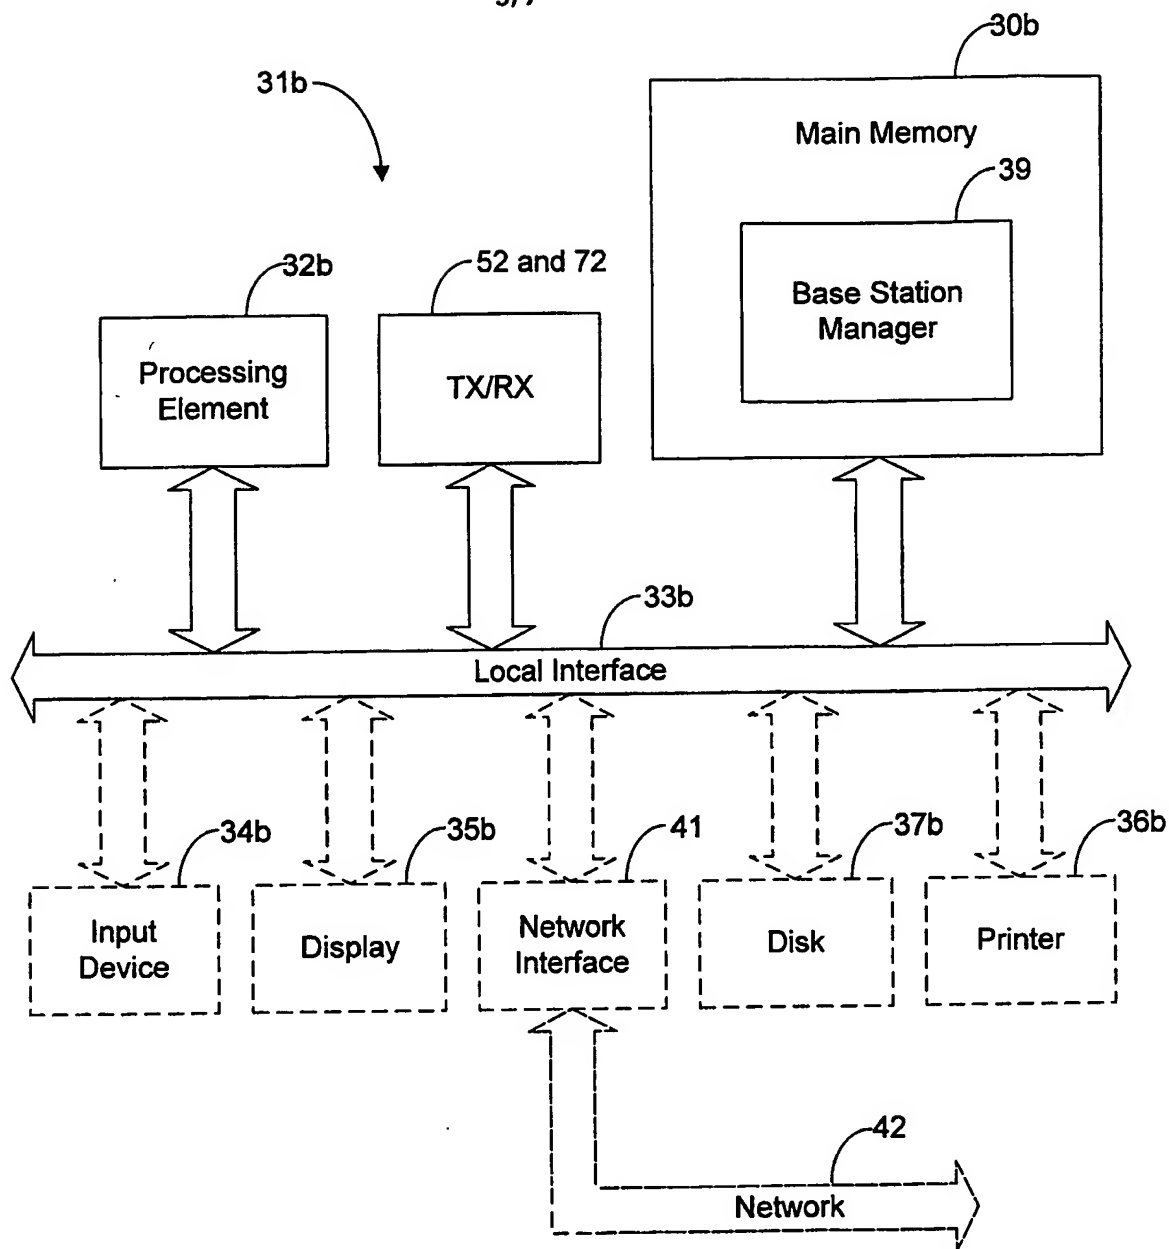 30b
31b
Main Memory
39
32b
52 and 72
Base Station
Manager
Processing
Element
TX/RX
33b
Local Interface
34b
35b
41
37b
36b
Input
Device
Display
Network
Interface
Disk
Printer
42
Network